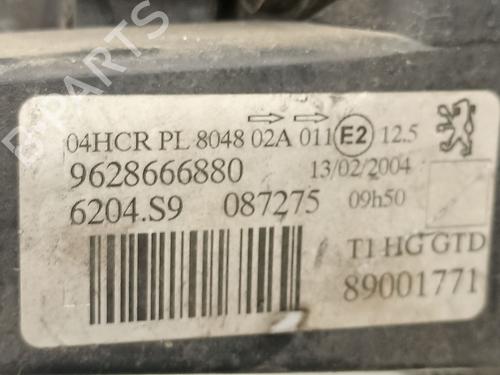 B-PARTS
04HCR PL 8048 02A 011 E2 12.5
9628666880 13/02/2004
6204.S9 087275 09h50
T1 HG GTD
89001771